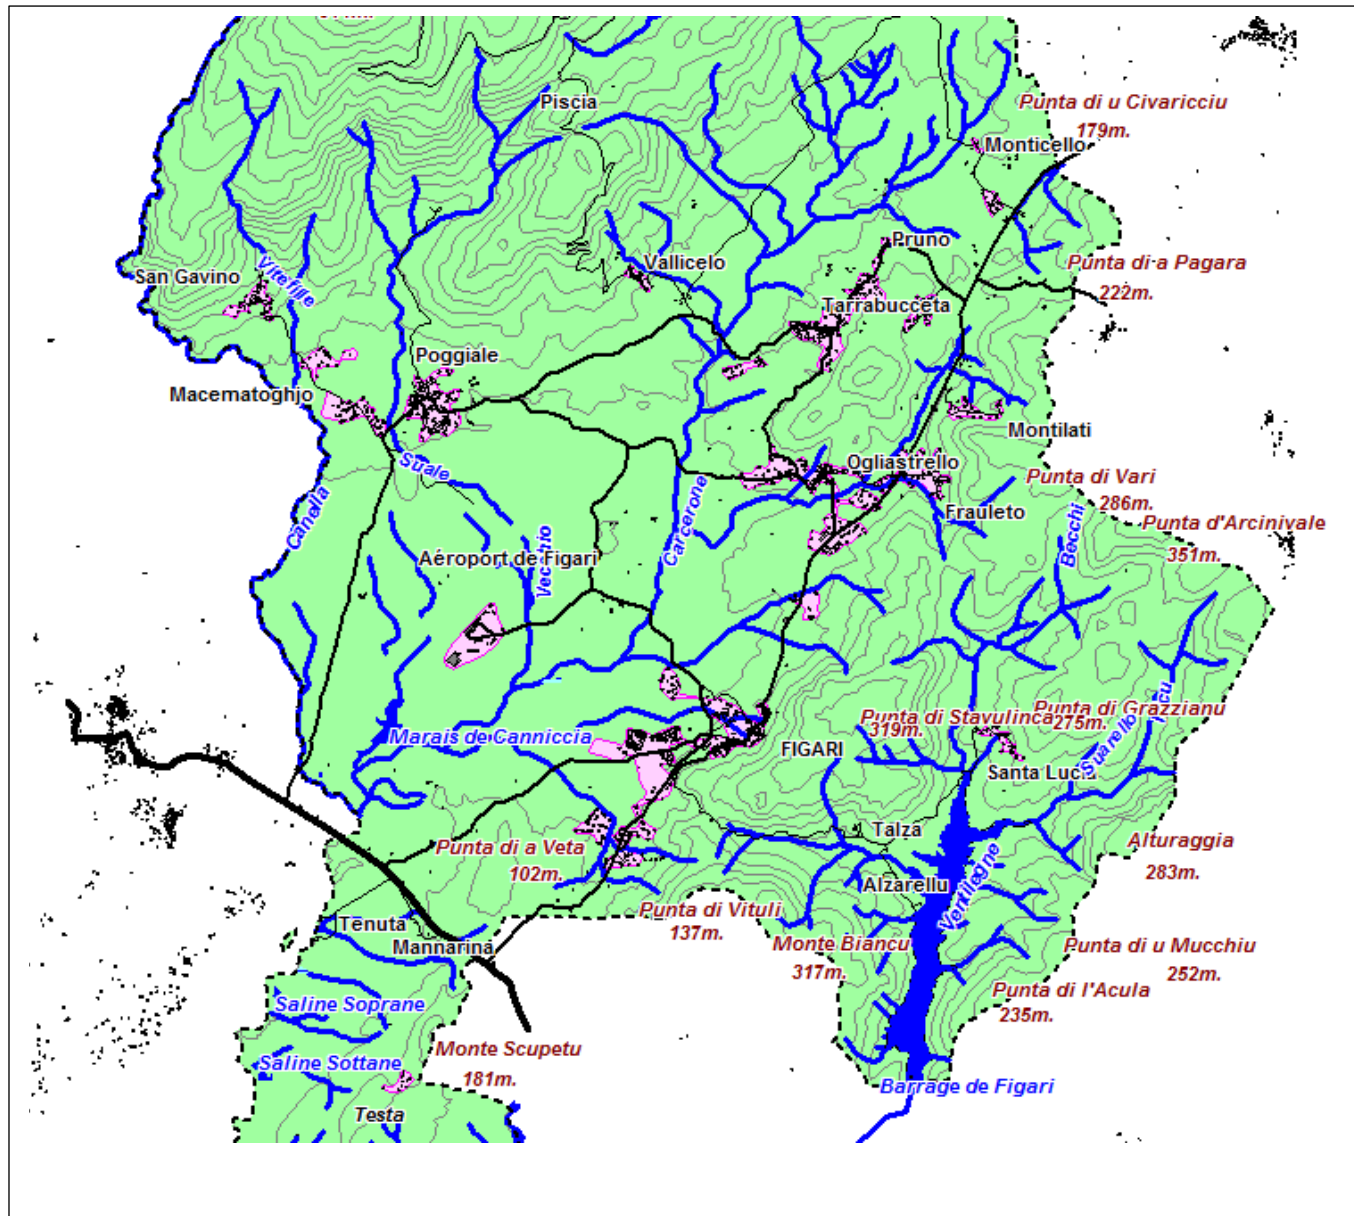 Piscia
Punta di u Civaricciu
179m.
Monticello
Pruno
Vallicelo
Punta di a Pagara
222m.
San Gavino
Tarrabucceta
Poggiale
Macematoghjo
Montilati
Suale
Ogliastrello
Punta di Vari
286m.
Canella
Carcerone
Frauleto
Becchi
Punta d'Arcinivale
351m.
Aéroport de Figari
Vecchio
Punta di Stavulinca
319m.
Punta di Grazzianu
275m.
Marais de Canniccia
FIGARI
Santa Lucia
Talza
Alturaggia
283m.
Punta di a Veta
102m.
Alzarellu
Ventilegne
Punta di Vituli
137m.
Tenuta
Mannarina
Monte Biancu
317m.
Punta di u Mucchiu
252m.
Punta di l'Acula
235m.
Saline Soprane
Monte Scupetu
181m.
Saline Sottane
Barrage de Figari
Testa